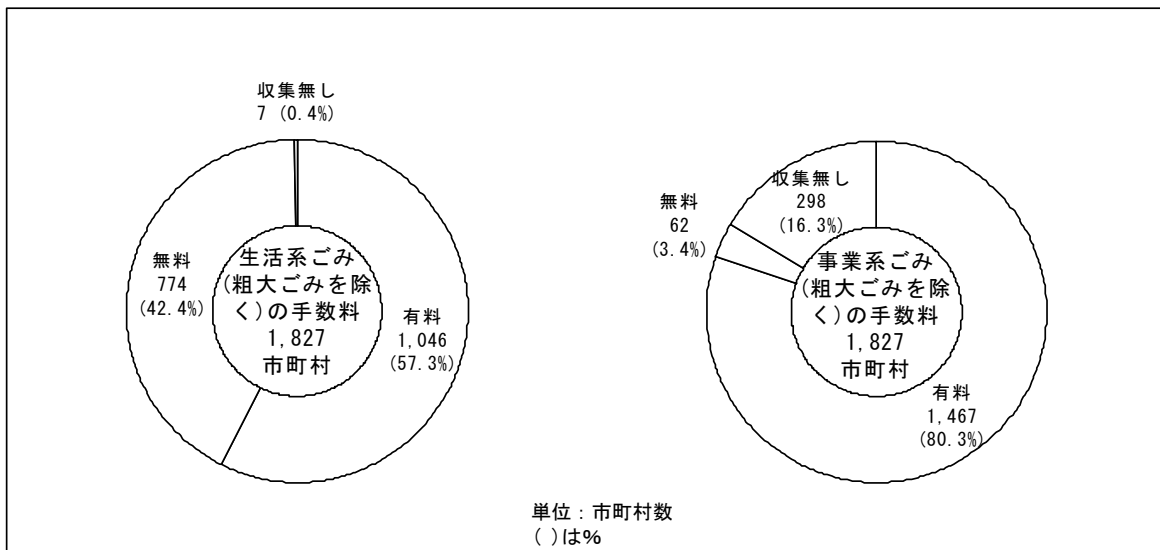 収集無し
7 (0.4%)
無料
774
(42.4%)
生活系ごみ
(粗大ごみを除
く)の手数料
1,827
市町村
有料
1,046
(57.3%)
収集無し
298
(16.3%)
無料
62
(3.4%)
事業系ごみ
(粗大ごみを除
く)の手数料
1,827
市町村
有料
1,467
(80.3%)
単位：市町村数
( )は%